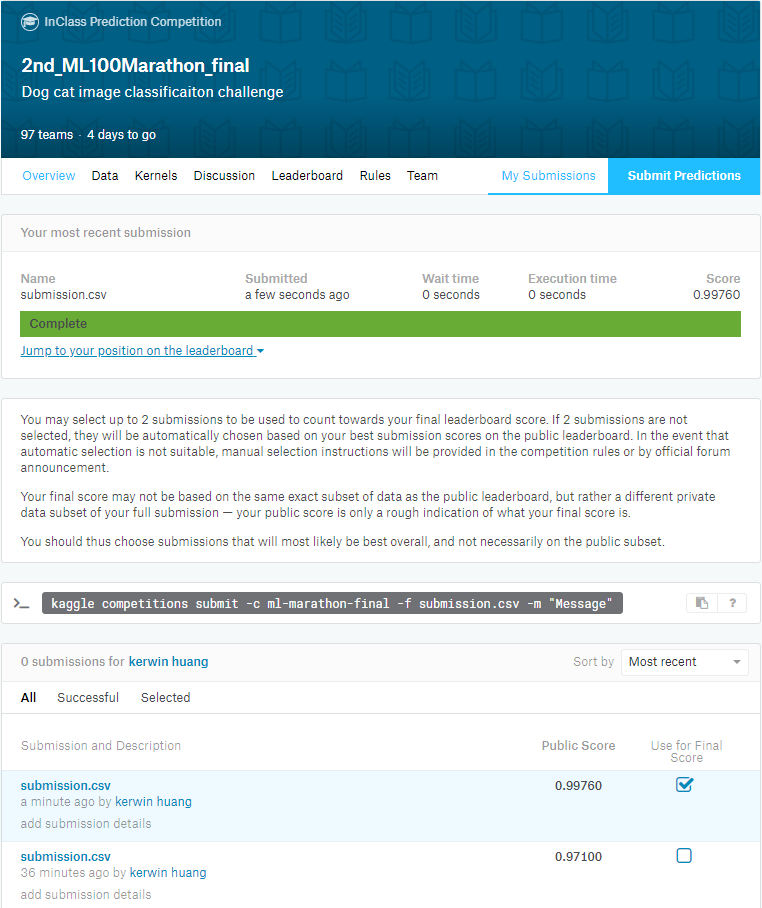 InClass Prediction Competition
2nd_ML100Marathon_final
Dog cat image classificaiton challenge
97 teams · 4 days to go
Overview Data Kernels Discussion Leaderboard Rules Team My Submissions Submit Predictions
Your most recent submission
Name Submitted Wait time Execution time Score
submission.csv a few seconds ago 0 seconds 0 seconds 0.99760
Complete
Jump to your position on the leaderboard
You may select up to 2 submissions to be used to count towards your final leaderboard score. If 2 submissions are not
selected, they will be automatically chosen based on your best submission scores on the public leaderboard. In the event that
automatic selection is not suitable, manual selection instructions will be provided in the competition rules or by official forum
announcement.
Your final score may not be based on the same exact subset of data as the public leaderboard, but rather a different private
data subset of your full submission — your public score is only a rough indication of what your final score is.
You should thus choose submissions that will most likely be best overall, and not necessarily on the public subset.
>_ kaggle competitions submit -c ml-marathon-final -f submission.csv -m "Message" ?
0 submissions for kerwin huang Sort by Most recent
All Successful Selected
Submission and Description Public Score Use for Final
Score
submission.csv 0.99760
a minute ago by kerwin huang
add submission details
submission.csv 0.97100
36 minutes ago by kerwin huang
add submission details